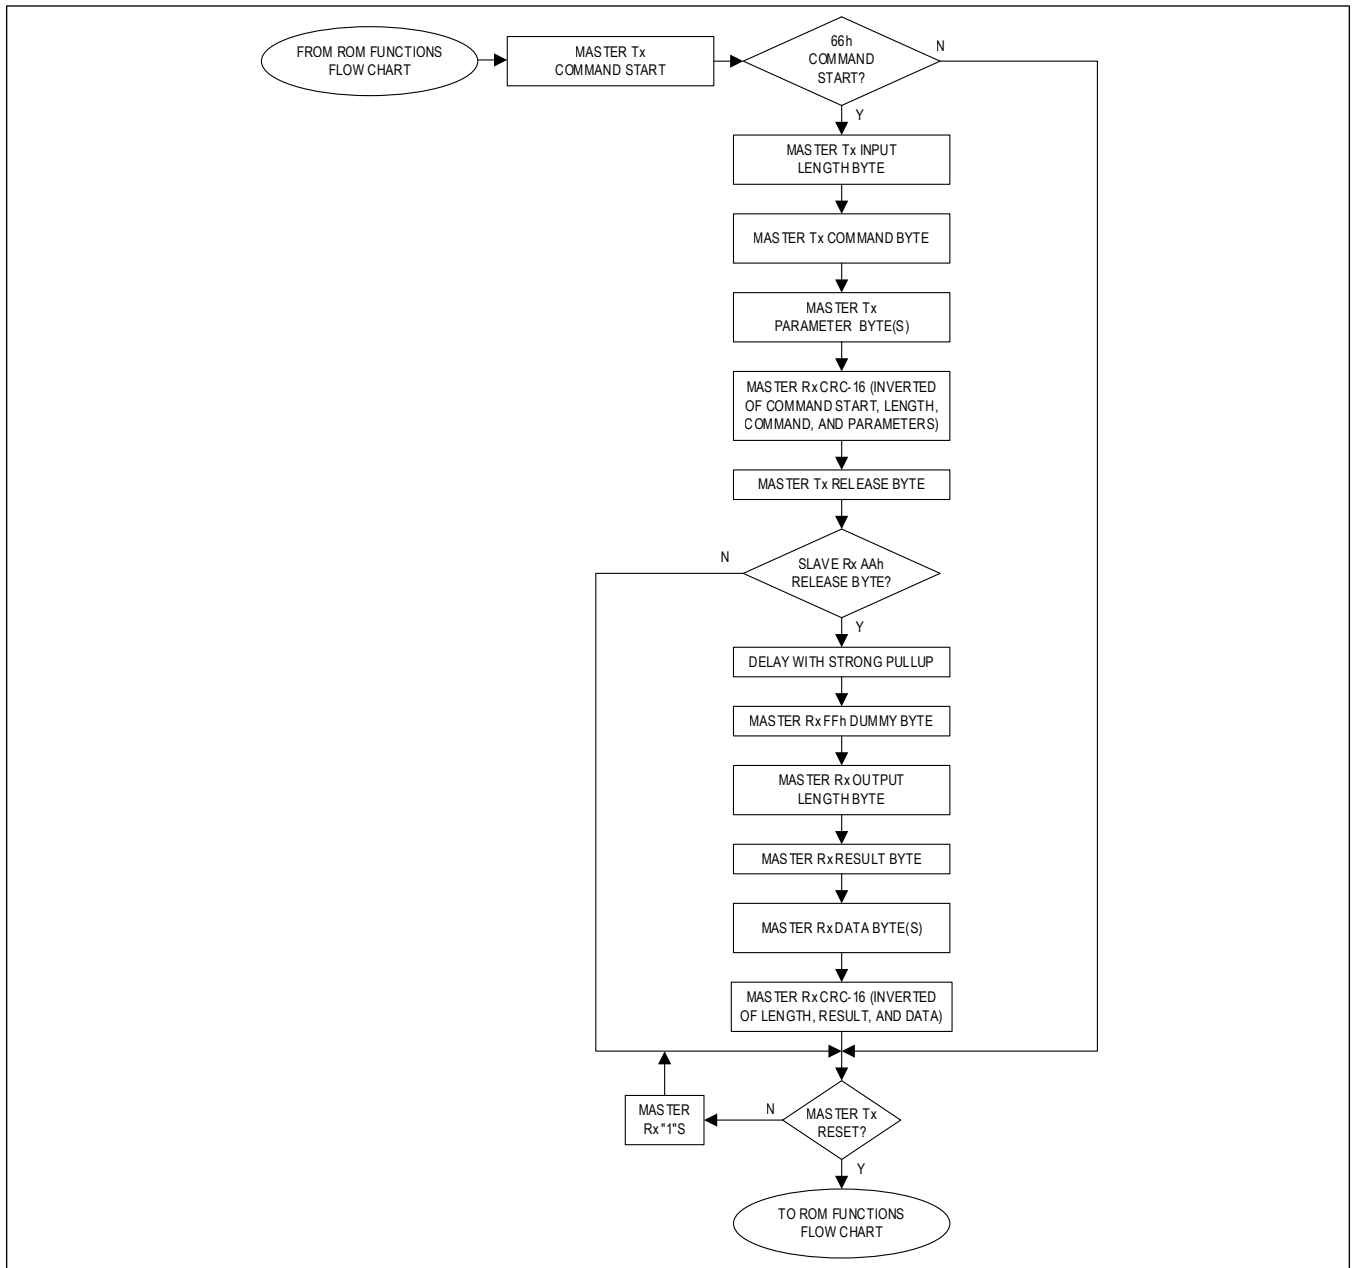 FROM ROM FUNCTIONS
FLOW CHART
MASTER Tx
COMMAND START
66h
COMMAND
START?
N
Y
MASTER Tx INPUT
LENGTH BYTE
MASTER Tx COMMAND BYTE
MASTER Tx
PARAMETER BYTE(S)
MASTER Rx CRC-16 (INVERTED
OF COMMAND START, LENGTH,
COMMAND, AND PARAMETERS)
MASTER Tx RELEASE BYTE
N
SLAVE Rx AAh
RELEASE BYTE?
Y
DELAY WITH STRONG PULLUP
MASTER Rx FFh DUMMY BYTE
MASTER Rx OUTPUT
LENGTH BYTE
MASTER Rx RESULT BYTE
MASTER Rx DATA BYTE(S)
MASTER Rx CRC-16 (INVERTED
OF LENGTH, RESULT, AND DATA)
MASTER
Rx "1"S
N
MASTER Tx
RESET?
Y
TO ROM FUNCTIONS
FLOW CHART